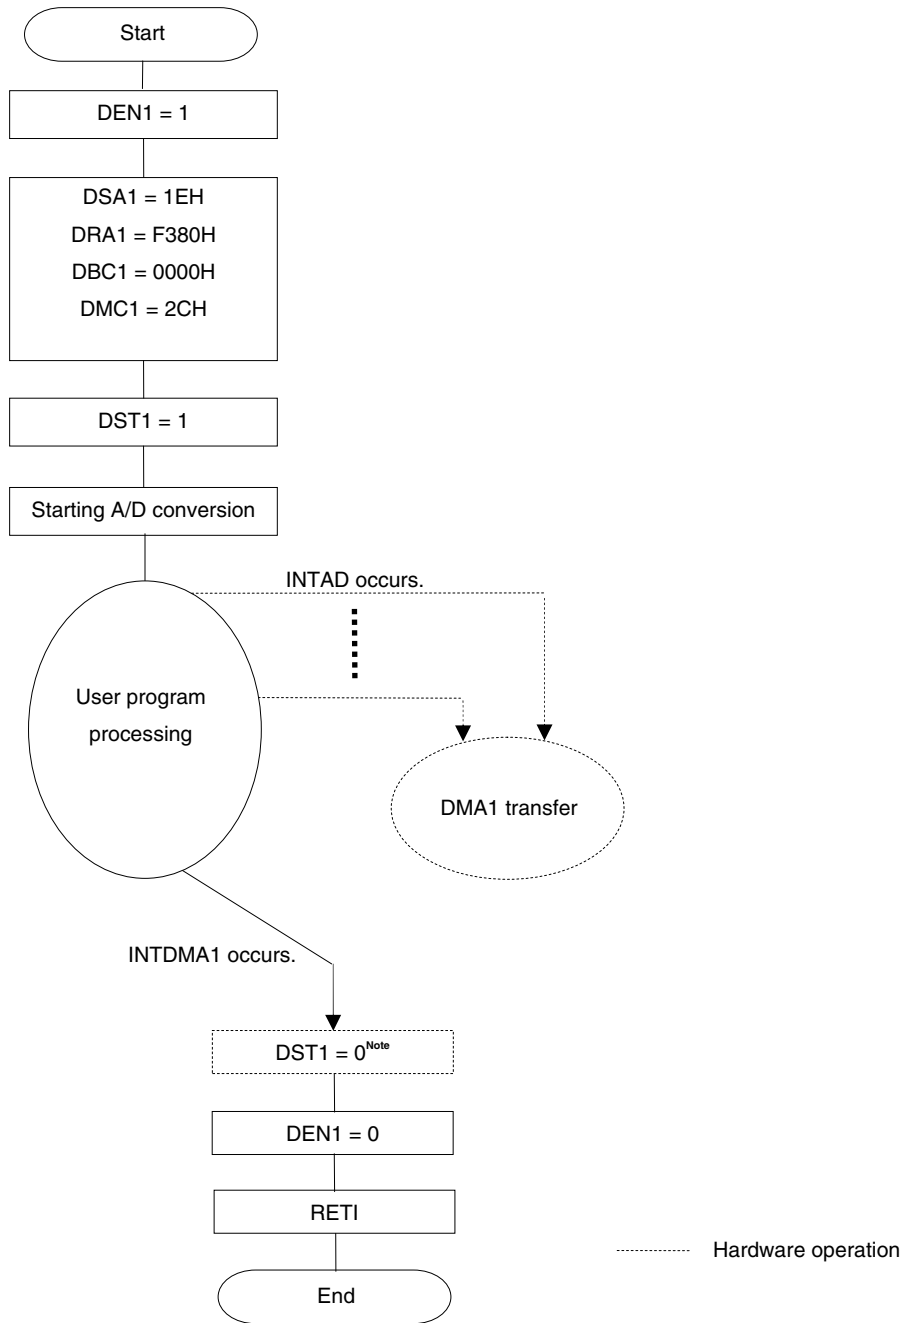 Start
DEN1 = 1
DSA1 = 1EH
DRA1 = F380H
DBC1 = 0000H
DMC1 = 2CH
DST1 = 1
Starting A/D conversion
INTAD occurs.
User program
processing
DMA1 transfer
INTDMA1 occurs.
DST1 = 0Note
DEN1 = 0
RETI
Hardware operation
End